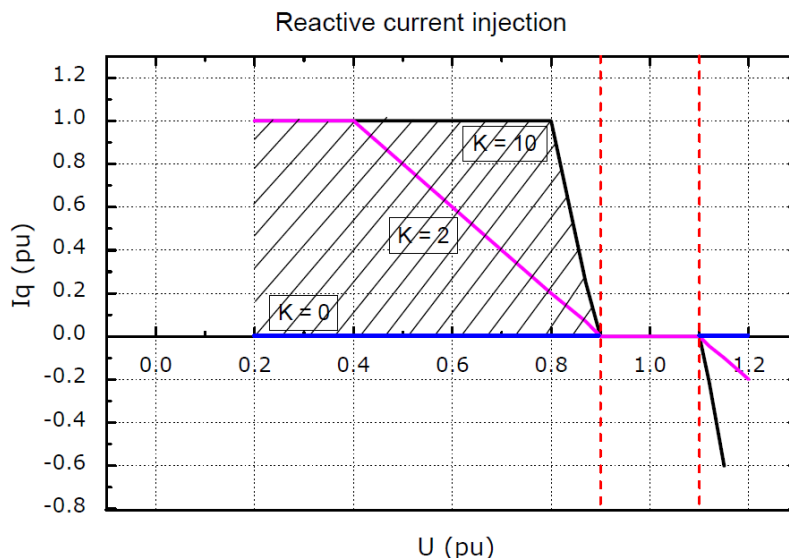 Reactive current injection
1.2
1.0
0.8
0.6
0.4
0.2
0.0
-0.2
-0.4
-0.6
-0.8
Iq (pu)
K = 10
K = 2
K = 0
0.0 0.2 0.4 0.6 0.8 1.0 1.2
U (pu)